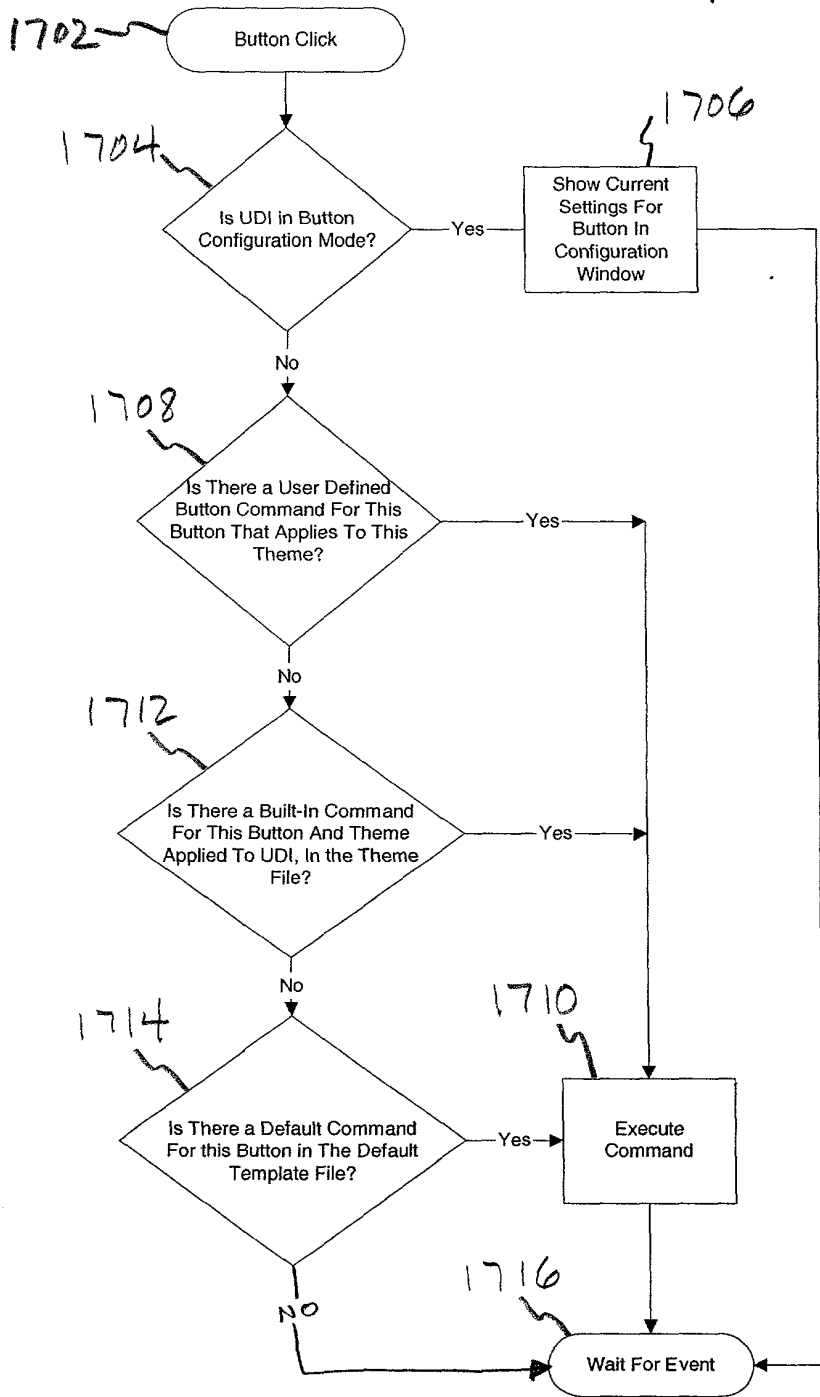 1702
Button Click
1706
1704
Show Current
Settings For
Button In
Configuration
Window
Is UDI in Button
Configuration Mode?
Yes
No
1708
Is There a User Defined
Button Command For This
Button That Applies To This
Theme?
Yes
No
1712
Is There a Built-In Command
For This Button And Theme
Applied To UDI, In the Theme
File?
Yes
No
1714
1710
Is There a Default Command
For this Button in The Default
Template File?
Yes
Execute
Command
NO
1716
Wait For Event